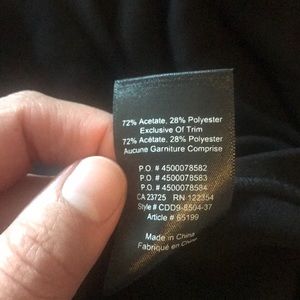 72% Acetate, 28% Polyester
Exclusive Of Trim
72% Acétate, 28% Polyester
Aucune Garniture Comprise
P.O. # 4500078582
P.O. # 4500078583
P.O. # 4500078584
CA 23725 RN 122354
Style # CDD9-8504-37
Article # 65199
Made in China
Fabriqué en Chine